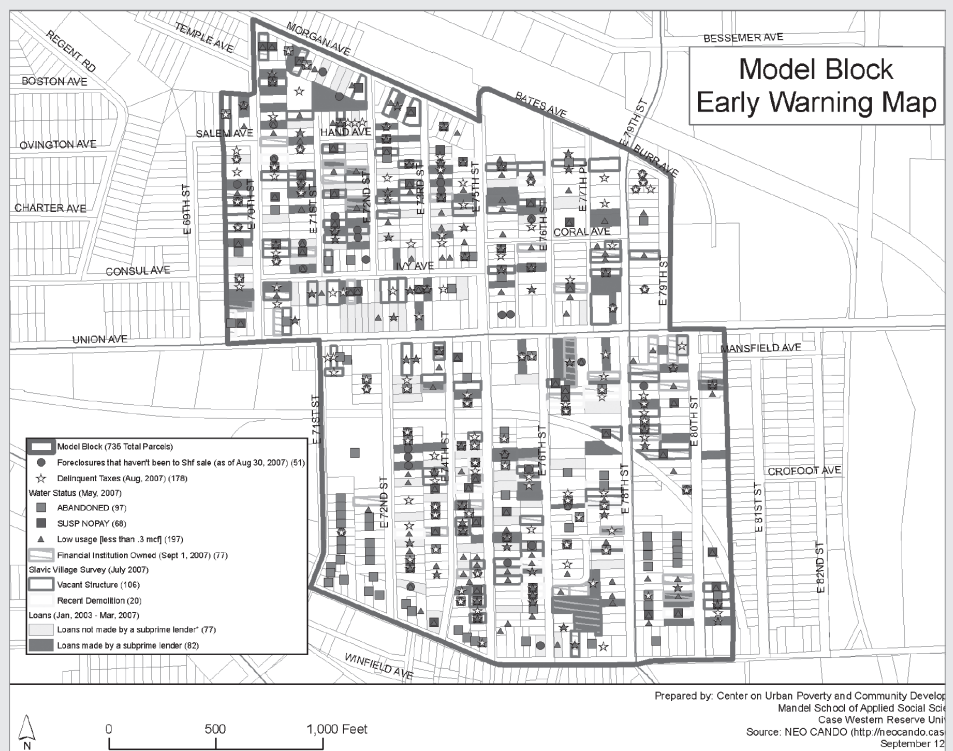 Model Block
Early Warning Map
REGENT RD
TEMPLE AVE
MORGAN AVE
BESSEMER AVE
BOSTON AVE
BATES AVE
E 79TH ST
SALEM AVE
HAND AVE
OVINGTON AVE
BURR AVE
E 69TH ST
E 70TH ST
E 71ST ST
E 72ND ST
E 73RD ST
E 75TH ST
E 76TH ST
E 77TH PL
CHARTER AVE
CORAL AVE
CONSUL AVE
IVY AVE
E 79TH ST
UNION AVE
MANSFIELD AVE
E 71ST ST
E 72ND ST
E 74TH ST
E 76TH ST
E 78TH ST
E 80TH ST
CROFOOT AVE
E 81ST ST
E 82ND ST
WINFIELD AVE
Model Block (735 Total Parcels)
Foreclosures that haven't been to Shf sale (as of Aug 30, 2007) (51)
Delinquent Taxes (Aug, 2007) (178)
Water Status (May, 2007)
ABANDONED (97)
SUSP NOPAY (68)
Low usage [less than .3 mcf] (197)
Financial Institution Owned (Sept 1, 2007) (77)
Slavic Village Survey (July 2007)
Vacant Structure (106)
Recent Demolition (20)
Loans (Jan, 2003 - Mar, 2007)
Loans not made by a subprime lender* (77)
Loans made by a subprime lender (82)
N
0 500 1,000 Feet
Prepared by: Center on Urban Poverty and Community Develop
Mandel School of Applied Social Scie
Case Western Reserve Univ
Source: NEO CANDO (http://neocando.cas
September 12